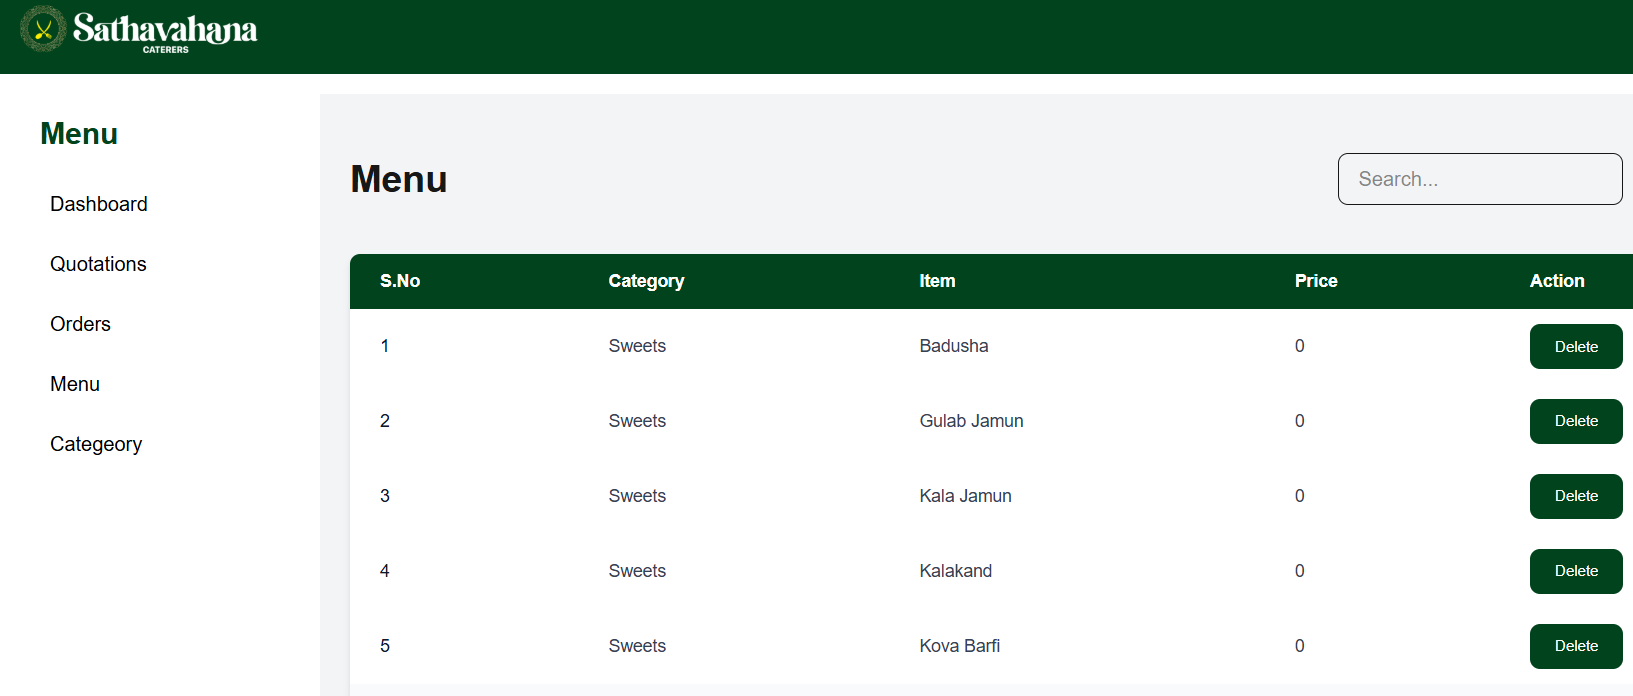 Sathavahana
CATERERS
Menu
Dashboard
Quotations
Orders
Menu
Categeory
Menu
Search...
S.No Category Item Price Action
1 Sweets Badusha 0 Delete
2 Sweets Gulab Jamun 0 Delete
3 Sweets Kala Jamun 0 Delete
4 Sweets Kalakand 0 Delete
5 Sweets Kova Barfi 0 Delete